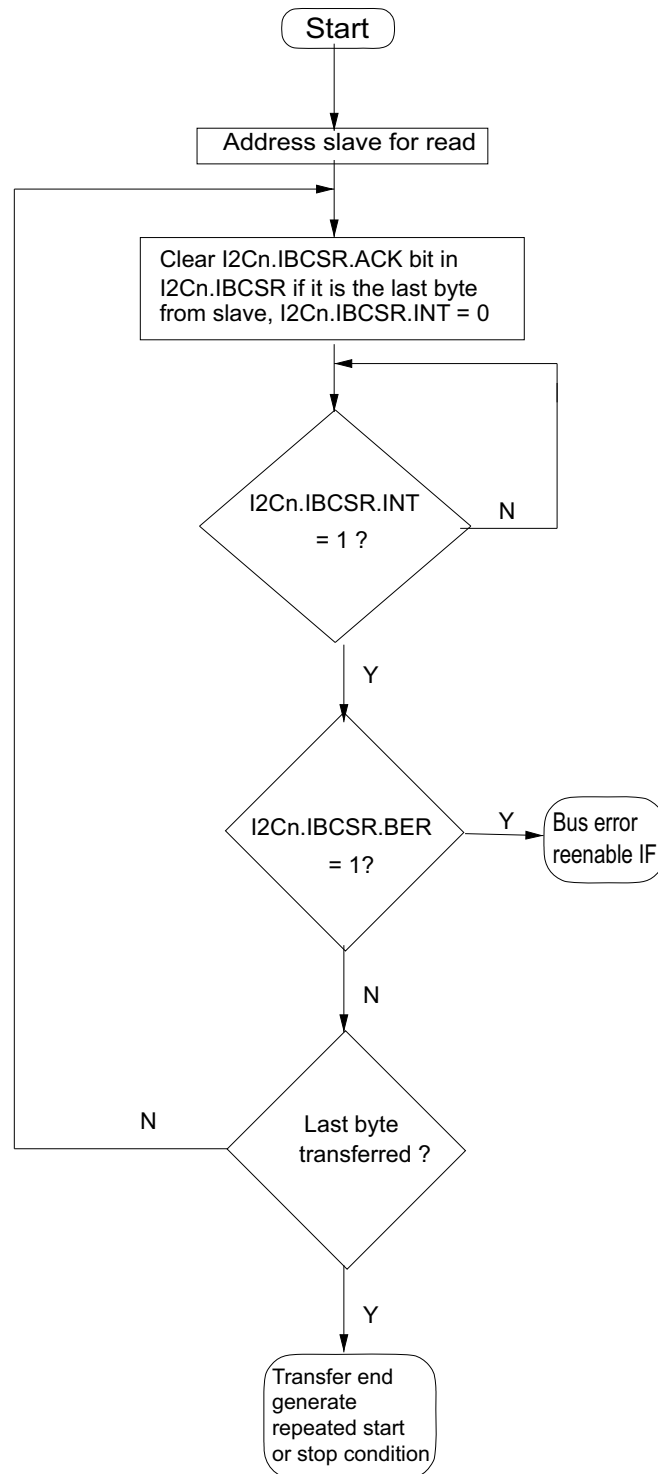 Start
Address slave for read
Clear I2Cn.IBCSR.ACK bit in
I2Cn.IBCSR if it is the last byte
from slave, I2Cn.IBCSR.INT = 0
I2Cn.IBCSR.INT
= 1 ?
N
Y
I2Cn.IBCSR.BER
= 1?
Y
Bus error
reenable IF
N
Last byte
transferred ?
N
Y
Transfer end
generate
repeated start
or stop condition